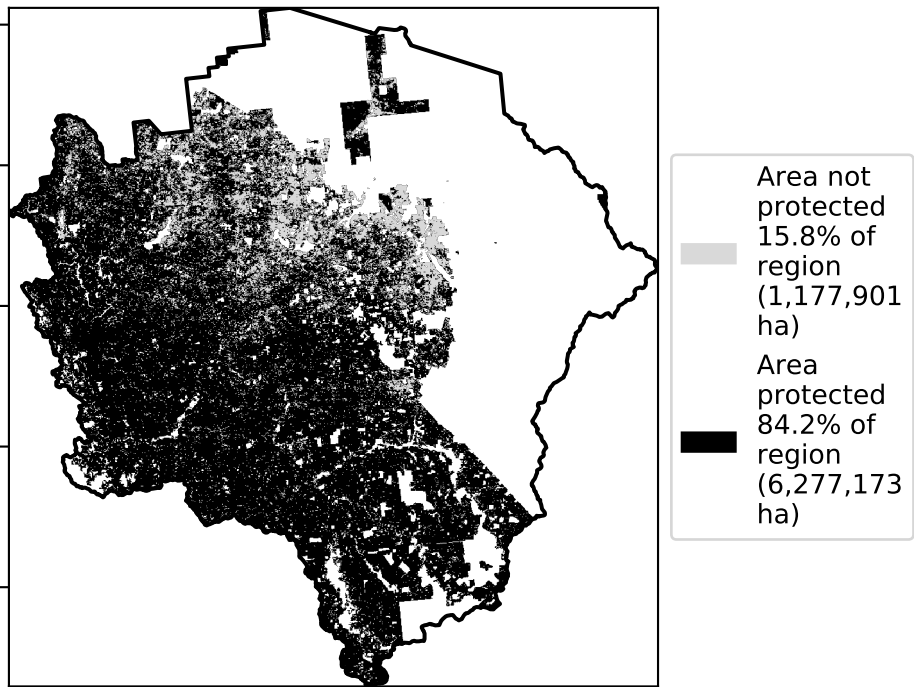 Area not
protected
15.8% of
region
(1,177,901
ha)
Area
protected
84.2% of
region
(6,277,173
ha)